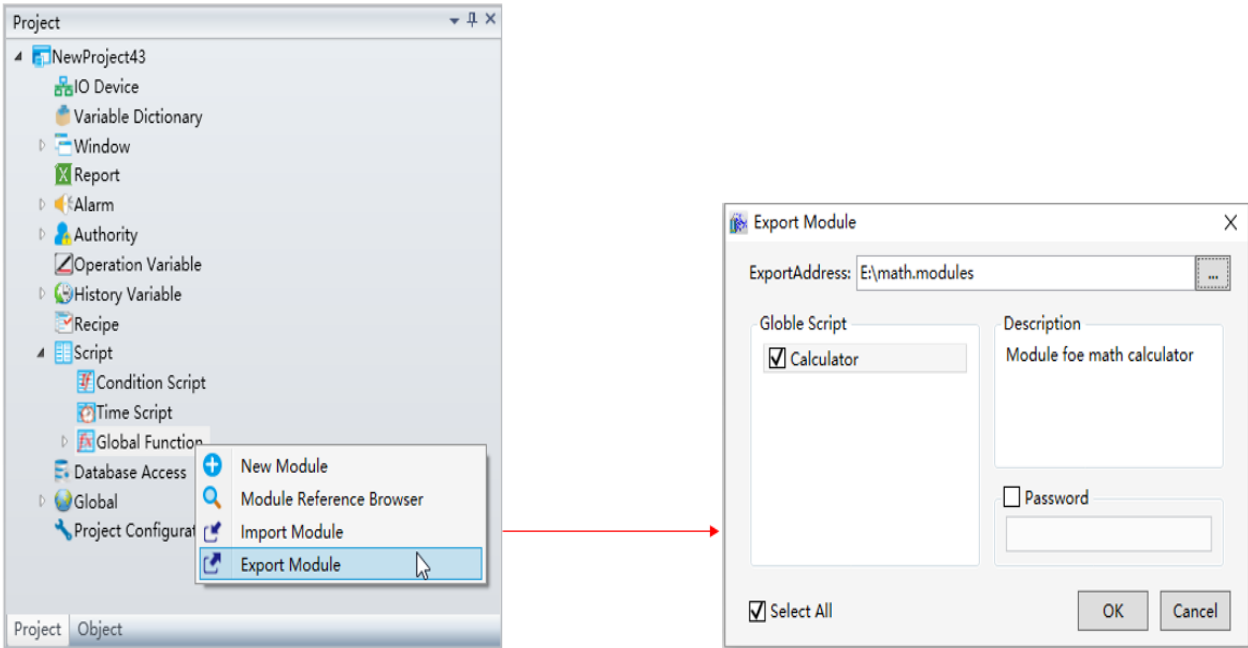 Project
NewProject43
IO Device
Variable Dictionary
Window
Report
Alarm
Authority
Operation Variable
History Variable
Recipe
Script
Condition Script
Time Script
Global Function
Database Access
Global
Project Configurat
New Module
Module Reference Browser
Import Module
Export Module
Project Object
Export Module
ExportAddress: E:\math.modules ...
Globle Script
Calculator
Description
Module foe math calculator
Password
Select All
OK Cancel